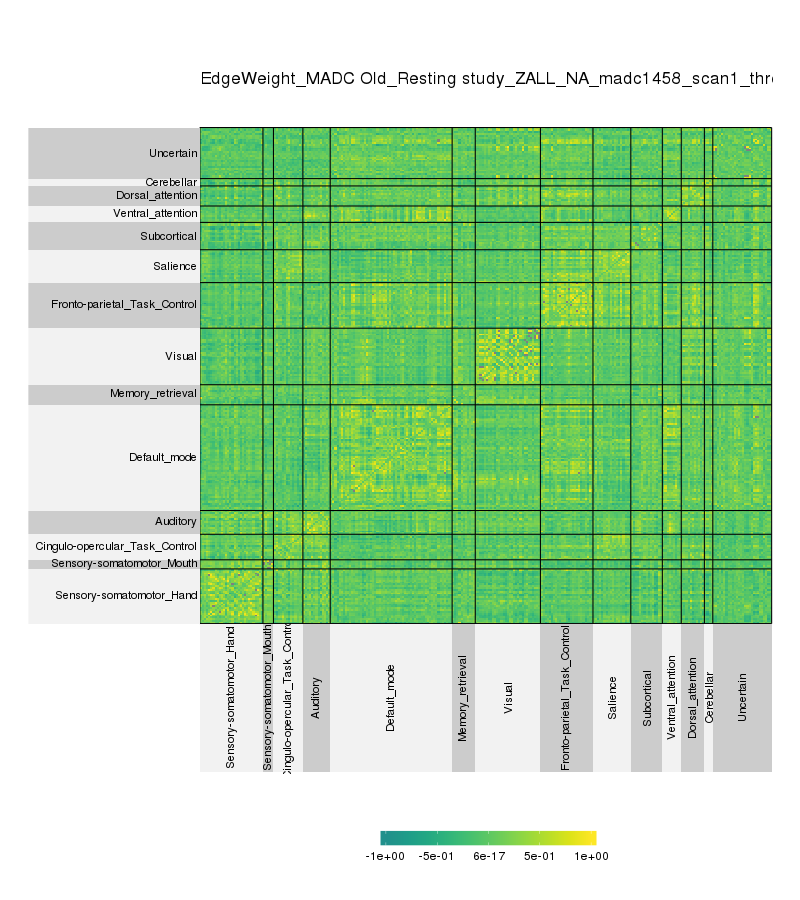 EdgeWeight_MADC Old_Resting study_ZALL_NA_madc1458_scan1_thr
Uncertain
Cerebellar
Dorsal_attention
Ventral_attention
Subcortical
Salience
Fronto-parietal_Task_Control
Visual
Memory_retrieval
Default_mode
Auditory
Cingulo-opercular_Task_Control
Sensory-somatomotor_Mouth
Sensory-somatomotor_Hand
Sensory-somatomotor_Hand
Sensory-somatomotor_Mouth
Cingulo-opercular_Task_Control
Auditory
Default_mode
Memory_retrieval
Visual
Fronto-parietal_Task_Control
Salience
Subcortical
Ventral_attention
Dorsal_attention
Cerebellar
Uncertain
-1e+00 -5e-01 6e-17 5e-01 1e+00